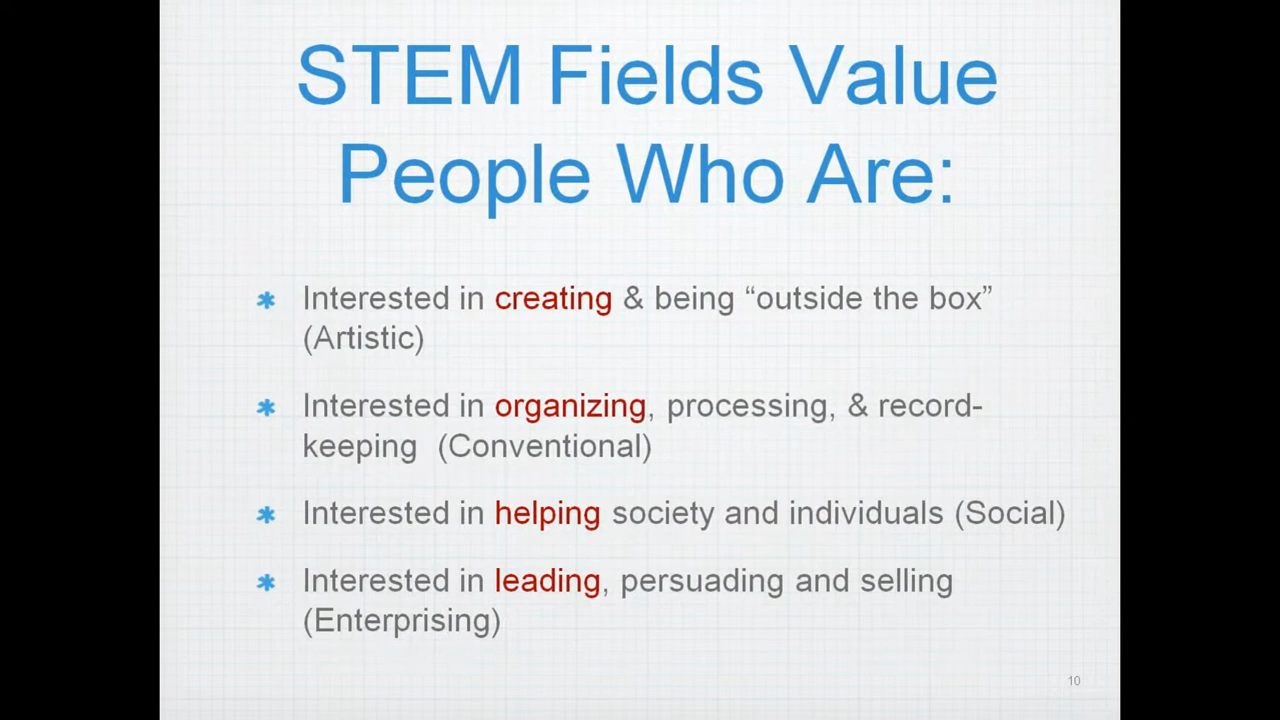 STEM Fields Value
People Who Are:
Interested in creating & being “outside the box”
(Artistic)
Interested in organizing, processing, & record-
keeping (Conventional)
Interested in helping society and individuals (Social)
Interested in leading, persuading and selling
(Enterprising)
10